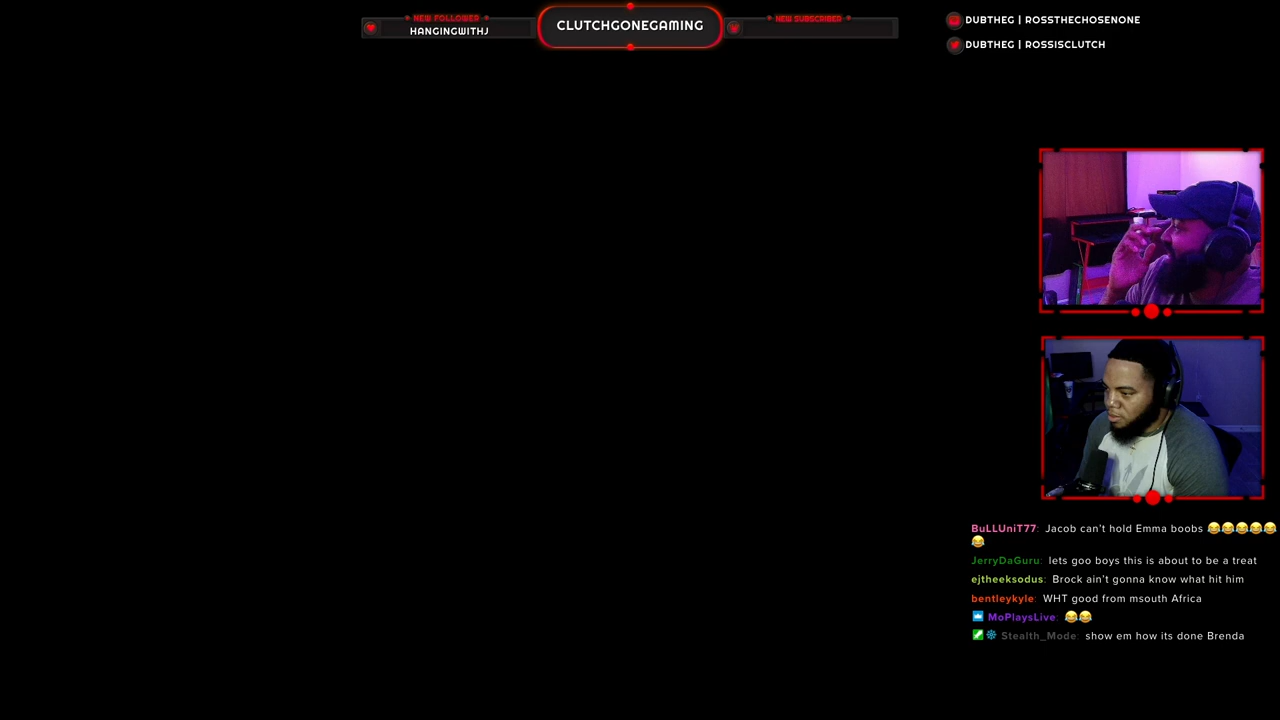 NEW FOLLOWER
HANGINGWITHJ
CLUTCHGONEGAMING
NEW SUBSCRIBER
DUBTHEG | ROSSTHECHOSENONE
DUBTHEG | ROSSISCLUTCH
BuLLUniT77: Jacob can't hold Emma boobs 😂😂😂😂😂
😂
JerryDaGuru: lets goo boys this is about to be a treat
ejtheeksodus: Brock ain't gonna know what hit him
bentleykyle: WHT good from msouth Africa
MoPlaysLive: 😂😂
Stealth_Mode: show em how its done Brenda